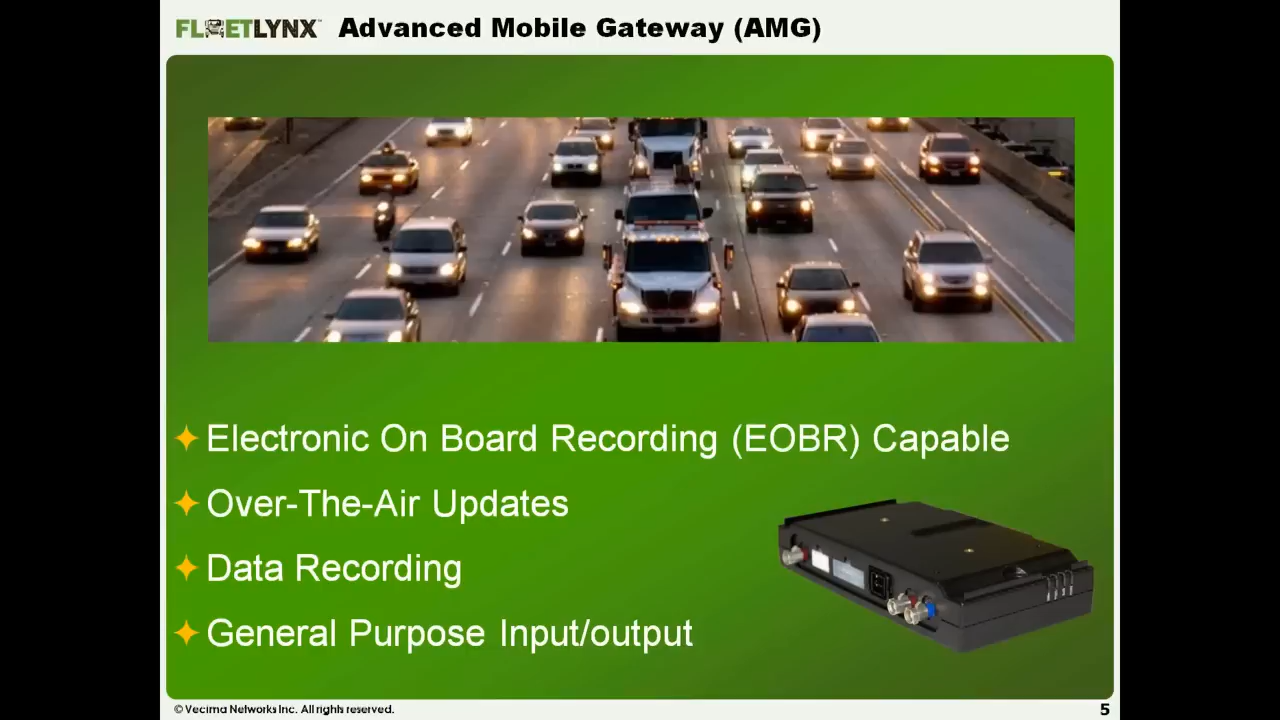 FLEETLYNX™ Advanced Mobile Gateway (AMG)
Electronic On Board Recording (EOBR) Capable
Over-The-Air Updates
Data Recording
General Purpose Input/output
© Vecima Networks Inc. All rights reserved.
5